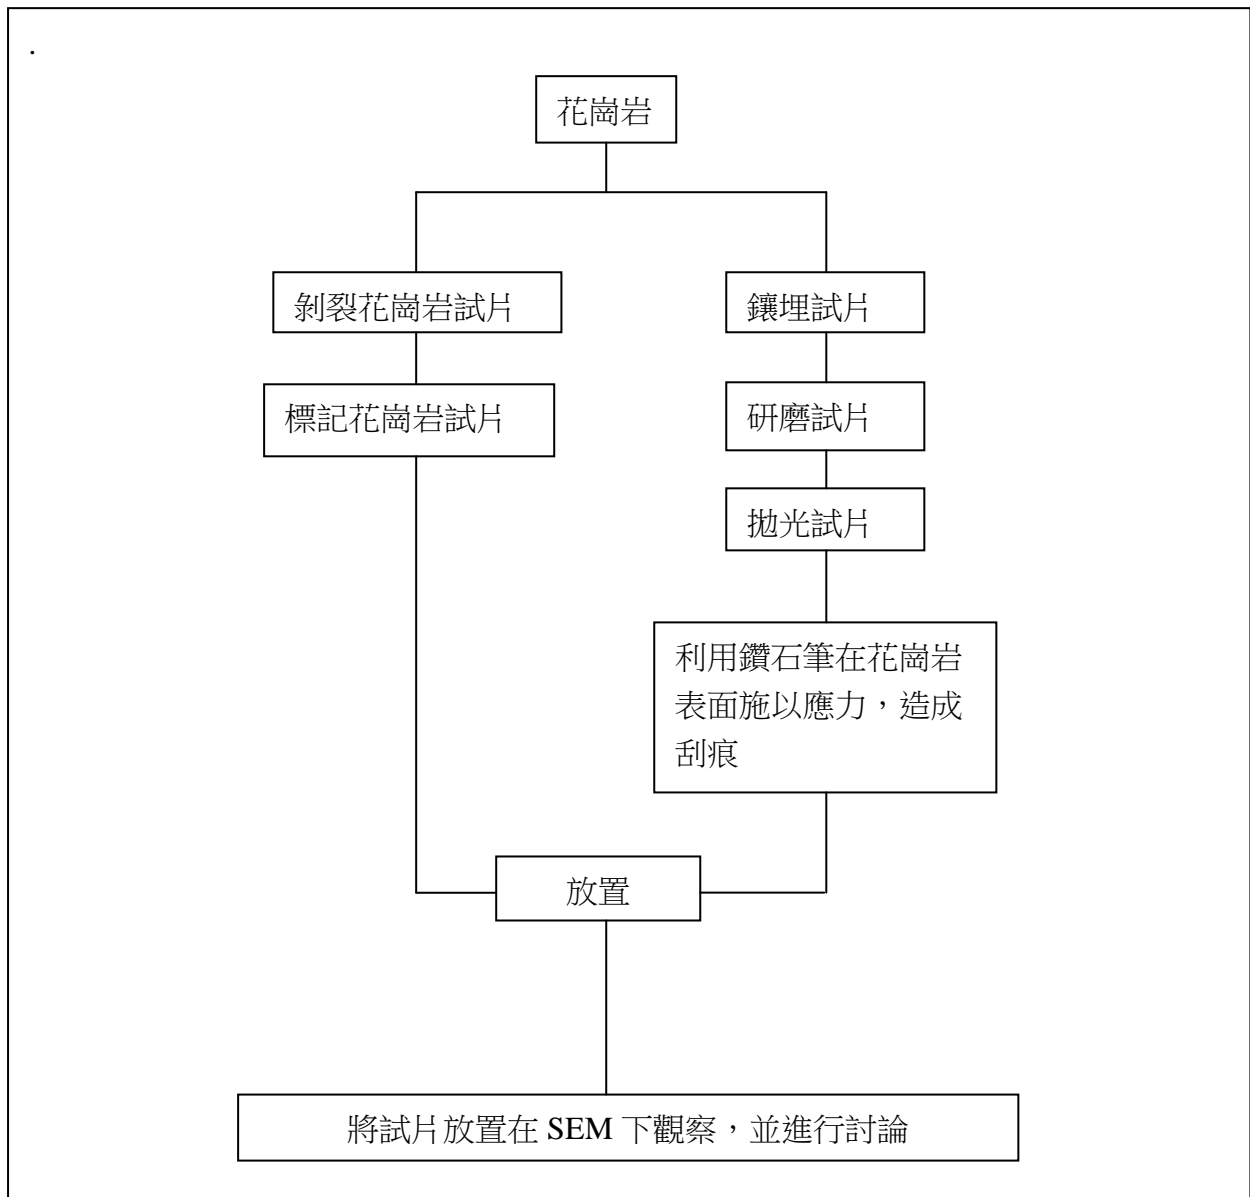 .
花崗岩
剝裂花崗岩試片
鑲埋試片
標記花崗岩試片
研磨試片
拋光試片
利用鑽石筆在花崗岩
表面施以應力，造成
刮痕
放置
將試片放置在 SEM 下觀察，並進行討論